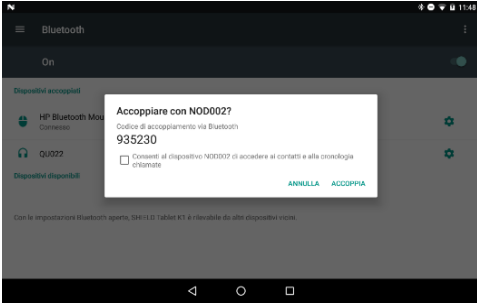 11:48
Bluetooth
On
Dispositivi accoppiati
HP Bluetooth Mou
Connesso
QU022
Dispositivi disponibili
Accoppiare con NOD002?
Codice di accoppiamento via Bluetooth
935230
Consenti al dispositivo NOD002 di accedere ai contatti e alla cronologia
chiamate
ANNULLA ACCOPPIA
Con le impostazioni Bluetooth aperte, SHIELD Tablet K1 è rilevabile da altri dispositivi vicini.